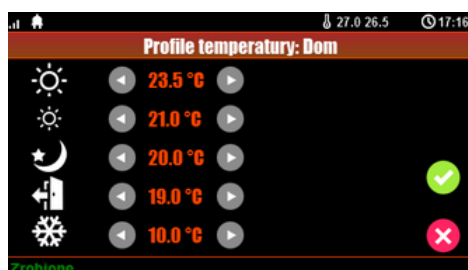 27.0 26.5 17:16
Profile temperatury: Dom
23.5 °C
21.0 °C
20.0 °C
19.0 °C
10.0 °C
Zrobione